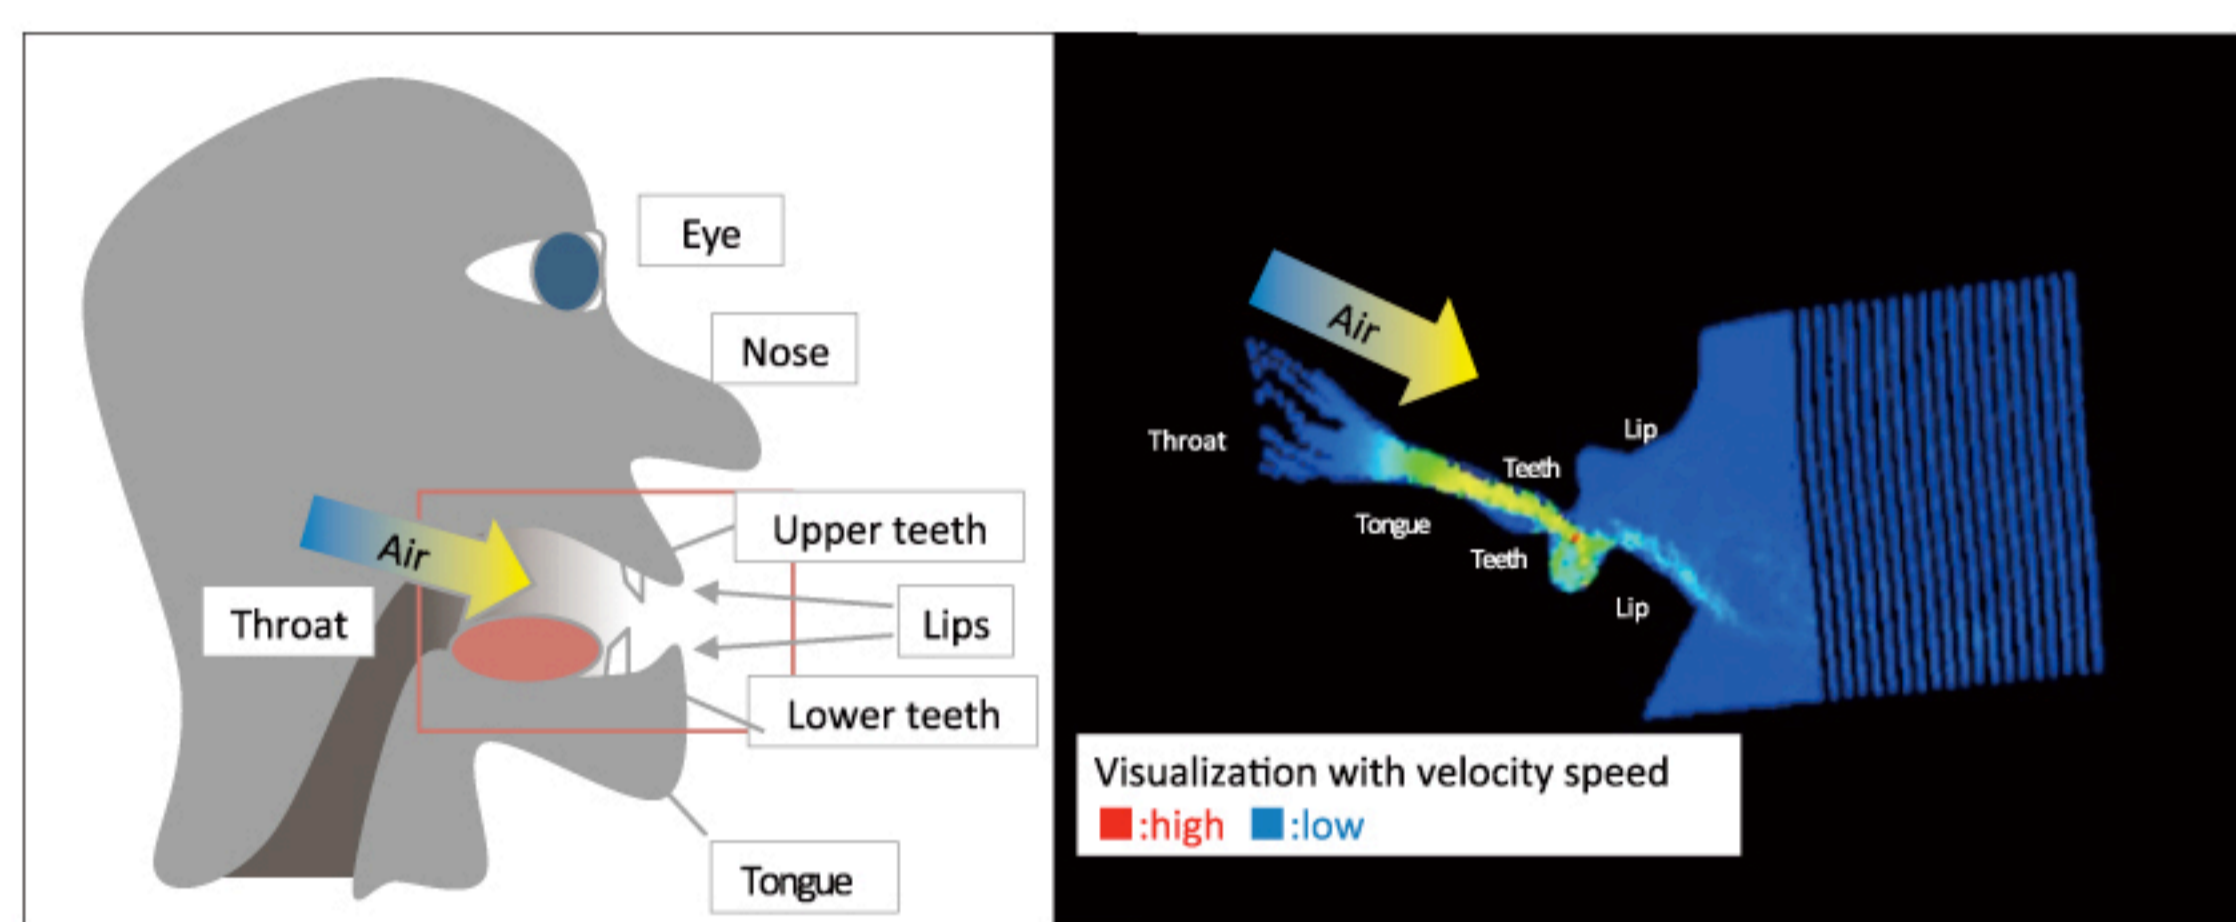 Eye
Nose
Upper teeth
Air
Throat
Lips
Lower teeth
Tongue
Air
Lip
Throat
Teeth
Tongue
Teeth
Lip
Visualization with velocity speed
:high :low